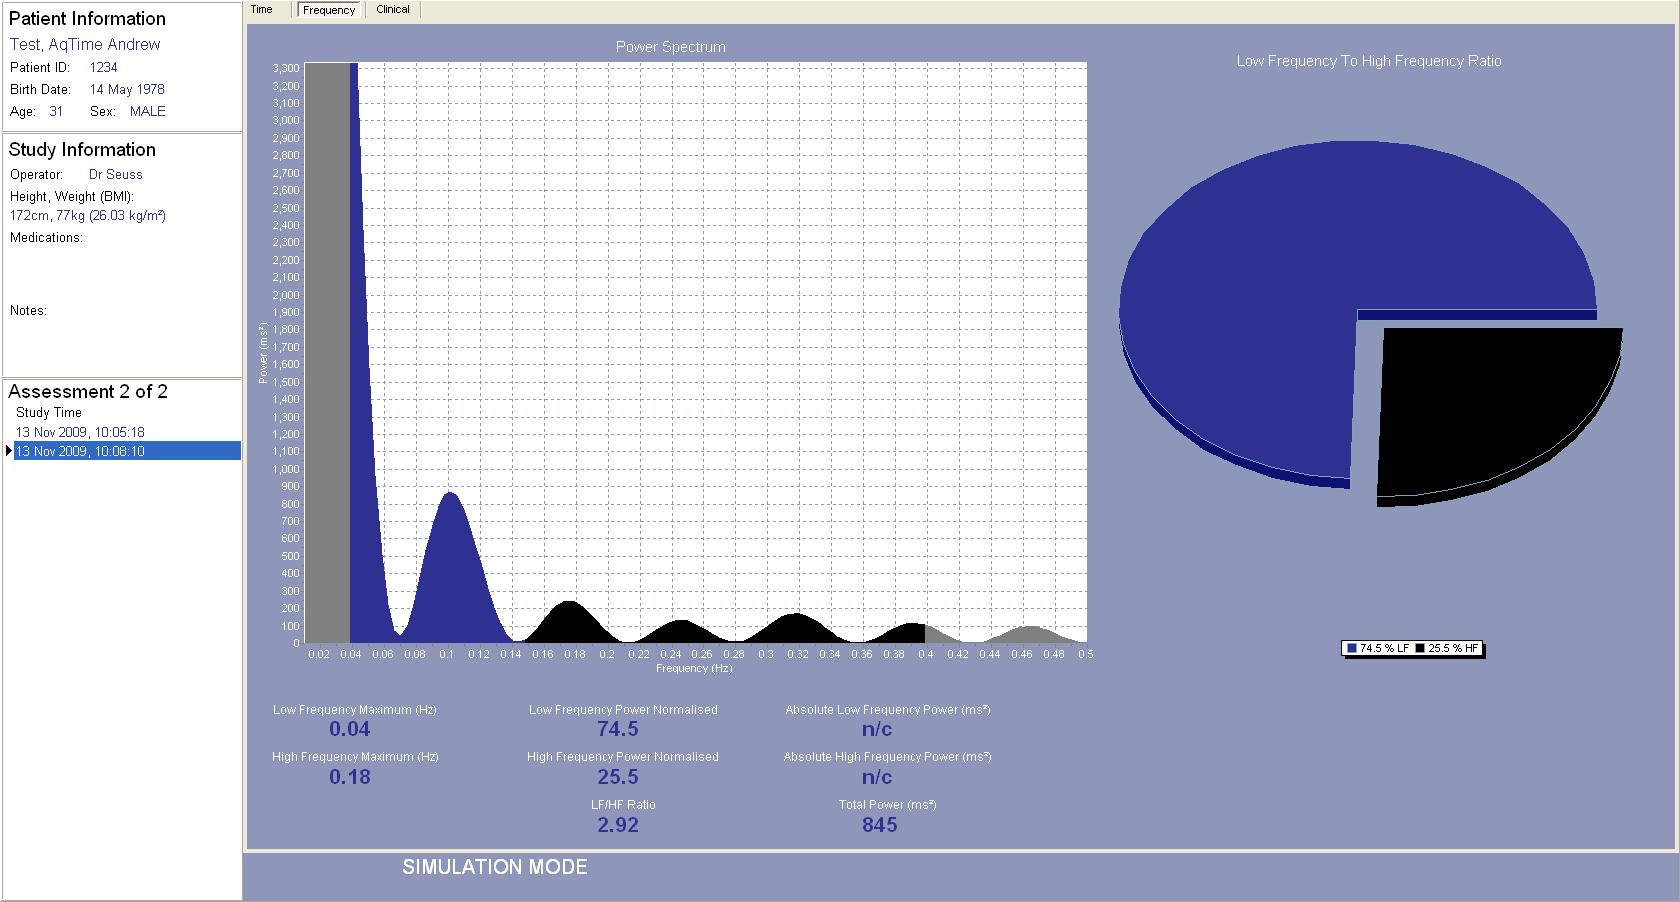 Patient Information
Test, AqTime Andrew
Patient ID: 1234
Birth Date: 14 May 1978
Age: 31 Sex: MALE
Study Information
Operator: Dr Seuss
Height, Weight (BMI):
172cm, 77kg (26.03 kg/m²)
Medications:
Notes:
Assessment 2 of 2
Study Time
13 Nov 2009, 10:05:18
13 Nov 2009, 10:08:10
Time Frequency Clinical
Power Spectrum
3,300
3,200
3,100
3,000
2,900
2,800
2,700
2,600
2,500
2,400
2,300
2,200
2,100
2,000
1,900
1,800
1,700
1,600
1,500
1,400
1,300
1,200
1,100
1,000
900
800
700
600
500
400
300
200
100
0
Power (ms²)
0.02 0.04 0.06 0.08 0.1 0.12 0.14 0.16 0.18 0.2 0.22 0.24 0.26 0.28 0.3 0.32 0.34 0.36 0.38 0.4 0.42 0.44 0.46 0.48 0.5
Frequency (Hz)
Low Frequency To High Frequency Ratio
74.5 % LF 25.5 % HF
Low Frequency Maximum (Hz) Low Frequency Power Normalised Absolute Low Frequency Power (ms²)
0.04 74.5 n/c
High Frequency Maximum (Hz) High Frequency Power Normalised Absolute High Frequency Power (ms²)
0.18 25.5 n/c
LF/HF Ratio Total Power (ms²)
2.92 845
SIMULATION MODE